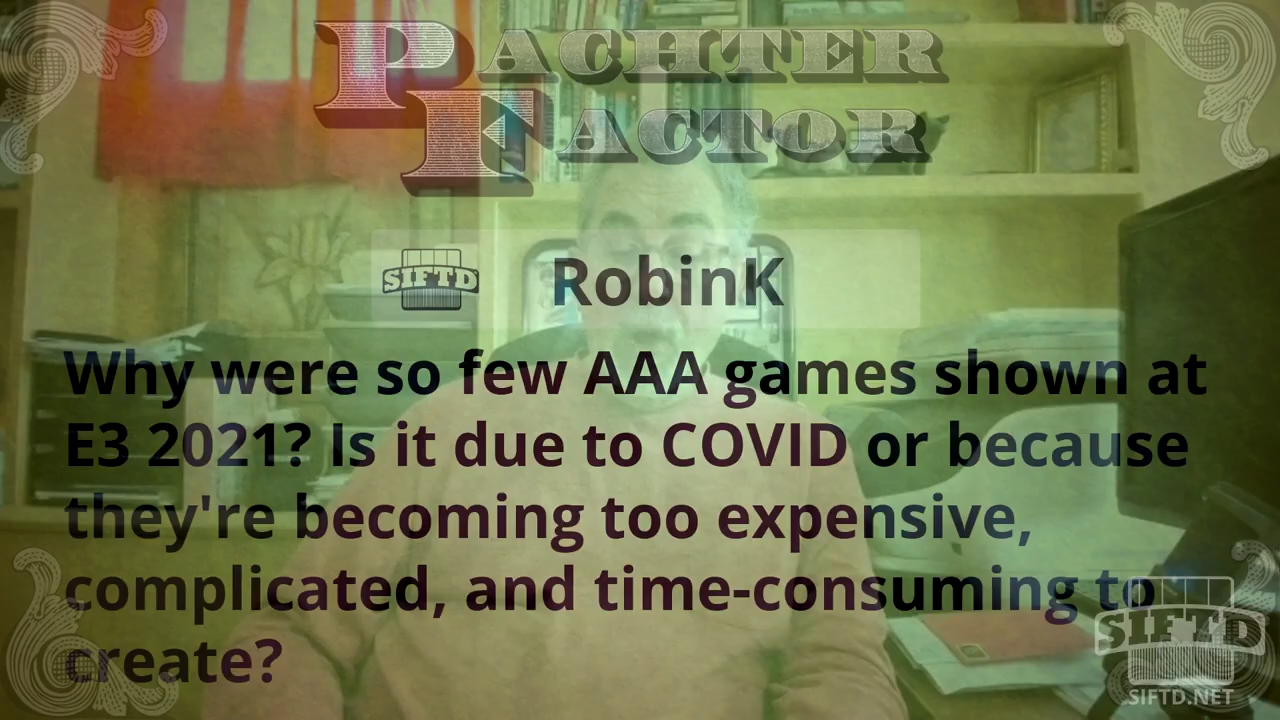 PACHTER
FACTOR
SIFTD
RobinK
Why were so few AAA games shown at
E3 2021? Is it due to COVID or because
they're becoming too expensive,
complicated, and time-consuming to
create?
SIFTD
SIFTD.NET